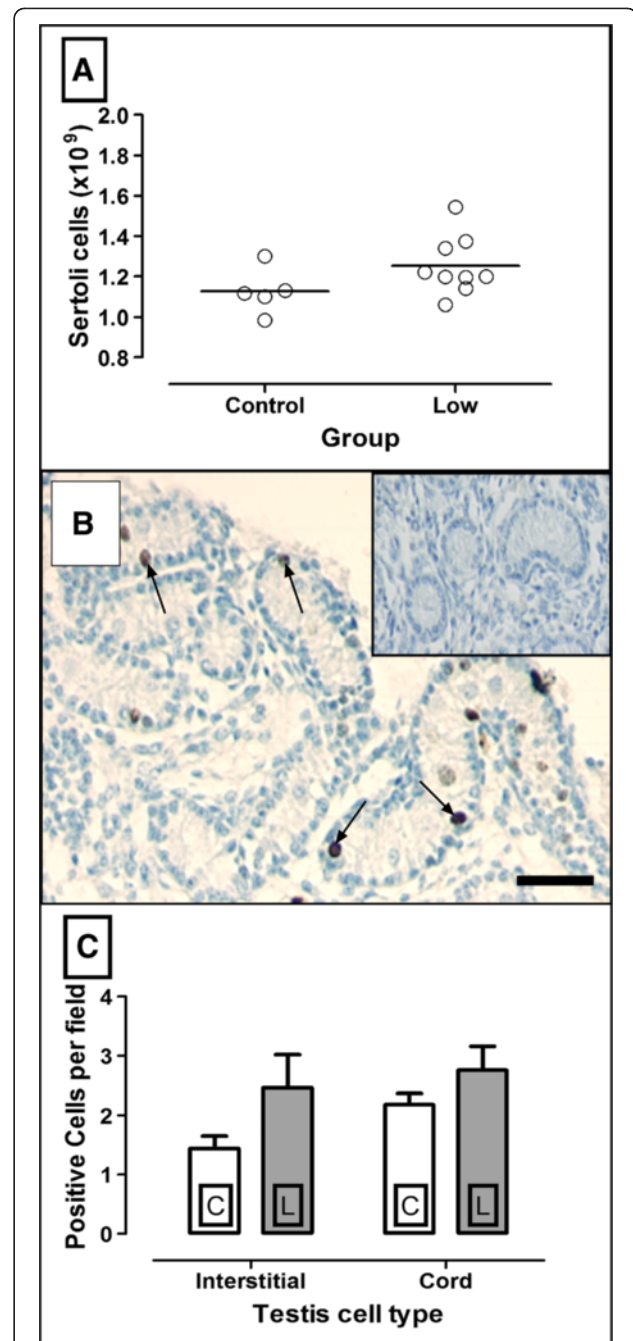 A
Sertoli cells (x10⁹)
2.0
1.8
1.6
1.4
1.2
1.0
0.8
Control Low
Group
B
C
Positive Cells per field
4
3
2
1
0
C L C L
Interstitial Cord
Testis cell type